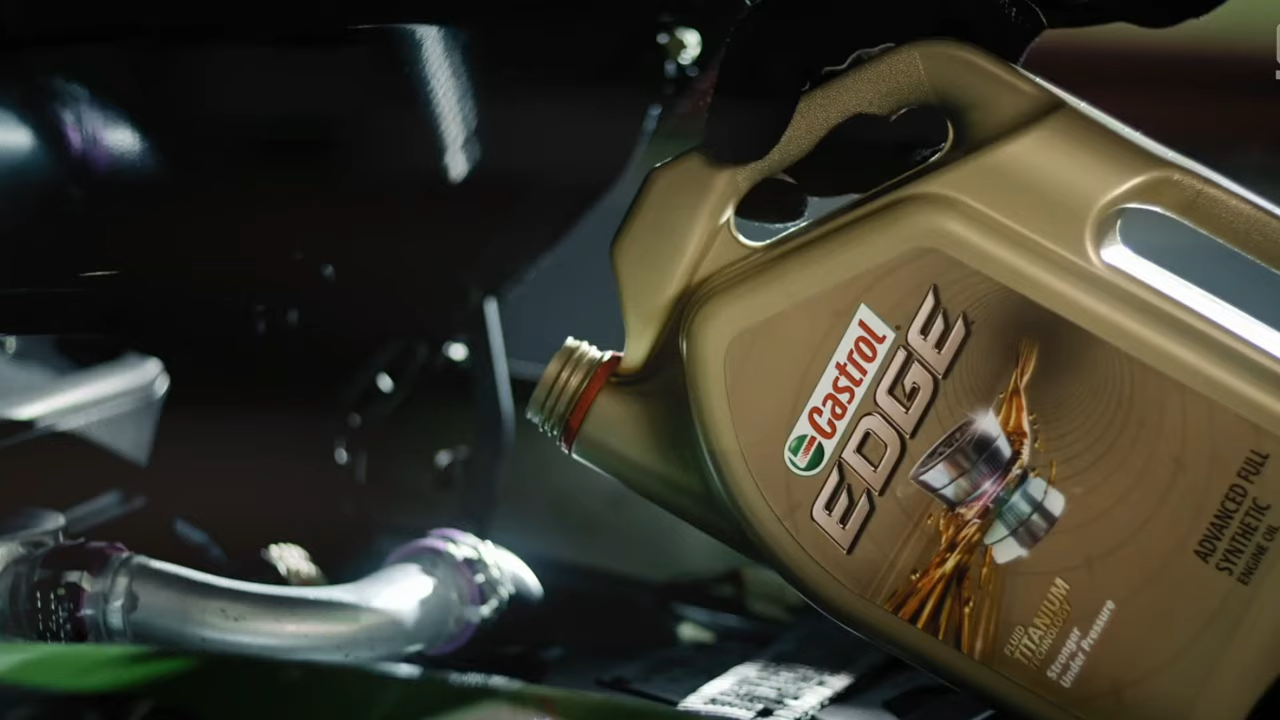 Castrol
EDGE
FLUID
TITANIUM
TECHNOLOGY
Stronger
Under Pressure
ADVANCED FULL
SYNTHETIC
ENGINE OIL